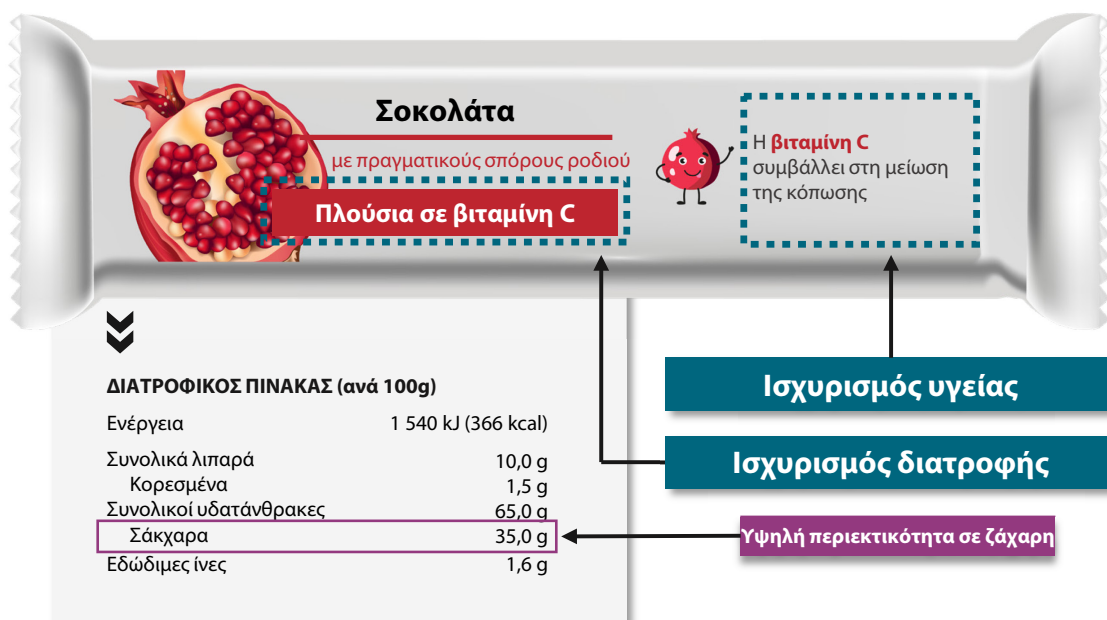 Σοκολάτα
με πραγματικούς σπόρους ροδιού
Πλούσια σε βιταμίνη C
Η βιταμίνη C
συμβάλλει στη μείωση
της κόπωσης
ΔΙΑΤΡΟΦΙΚΟΣ ΠΙΝΑΚΑΣ (ανά 100g)
Ενέργεια 1 540 kJ (366 kcal)
Συνολικά λιπαρά 10,0 g
Κορεσμένα 1,5 g
Συνολικοί υδατάνθρακες 65,0 g
Σάκχαρα 35,0 g
Εδώδιμες ίνες 1,6 g
Ισχυρισμός υγείας
Ισχυρισμός διατροφής
Υψηλή περιεκτικότητα σε ζάχαρη